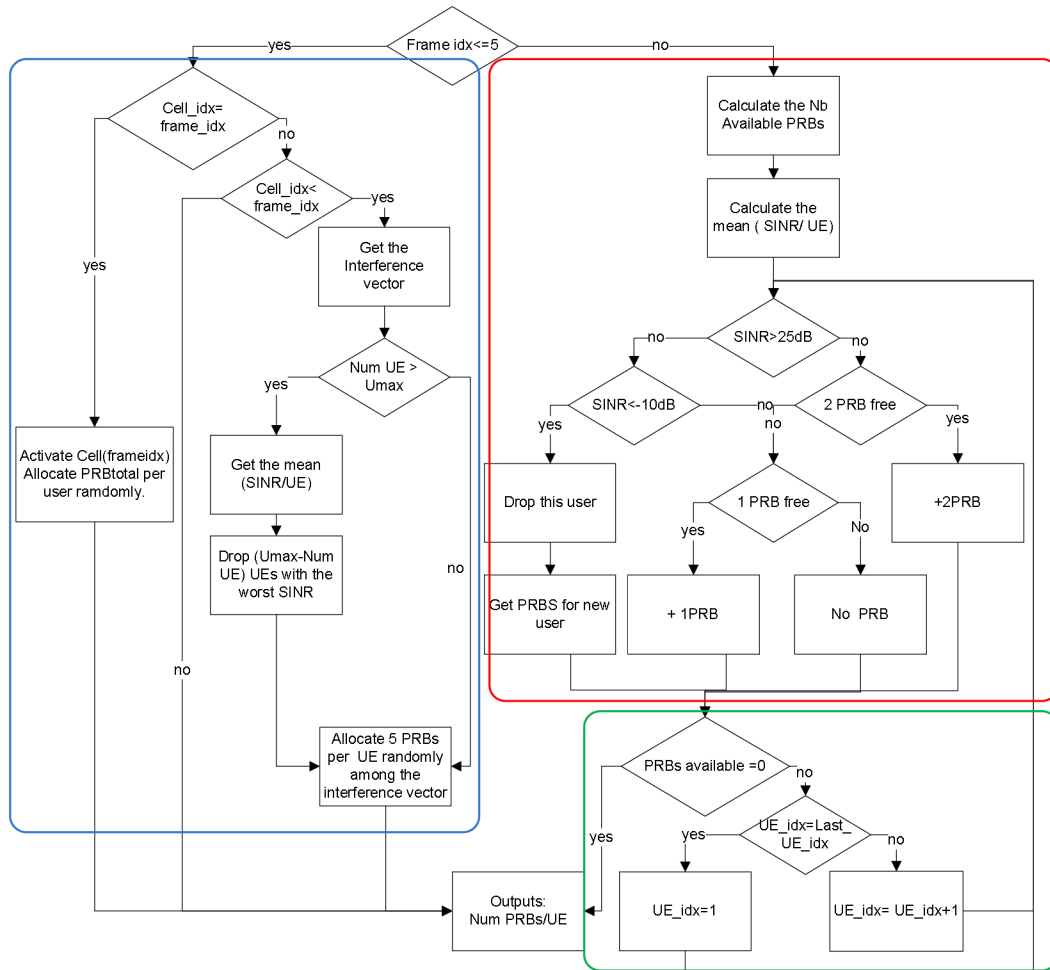 Frame idx<=5
yes
no
Cell_idx=
frame_idx
no
yes
Cell_idx<
frame_idx
yes
no
Get the
Interference
vector
Num UE >
Umax
yes
no
Activate Cell(frameidx)
Allocate PRBtotal per
user ramdomly.
Get the mean
(SINR/UE)
Drop (Umax-Num
UE) UEs with the
worst SINR
Allocate 5 PRBs
per UE randomly
among the
interference vector
Calculate the Nb
Available PRBs
Calculate the
mean ( SINR/ UE)
SINR>25dB
no
no
SINR<-10dB
no
2 PRB free
yes
no
yes
Drop this user
1 PRB free
+2PRB
yes
No
Get PRBS for new
user
+ 1PRB
No PRB
PRBs available =0
no
yes
UE_idx=Last_
UE_idx
yes
no
Outputs:
Num PRBs/UE
UE_idx=1
UE_idx= UE_idx+1